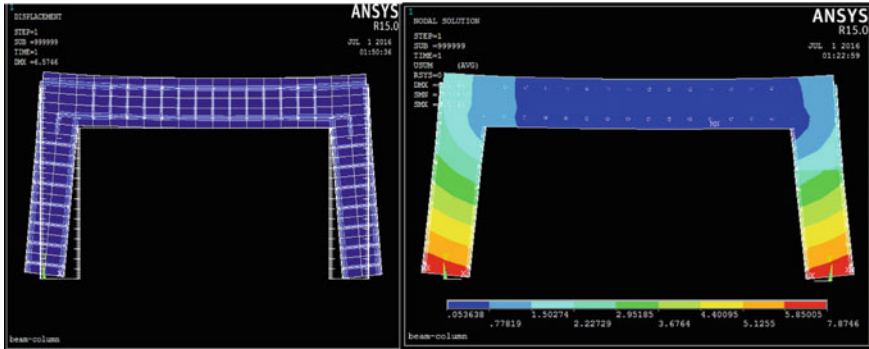 1
DISPLACEMENT
STEP=1
SUB =999999
TIME=1
DMX =6.5746
ANSYS
R15.0
JUL 1 2016
01:50:36
beam-column
1
NODAL SOLUTION
STEP=1
SUB =999999
TIME=1
USUM (AVG)
RSYS=0
DMX =
SMN =
SMX =
ANSYS
R15.0
JUL 1 2016
01:22:59
MX
.053638 1.50274 2.95185 4.40095 5.85005
.77819 2.22729 3.6764 5.1255 7.8746
beam-column